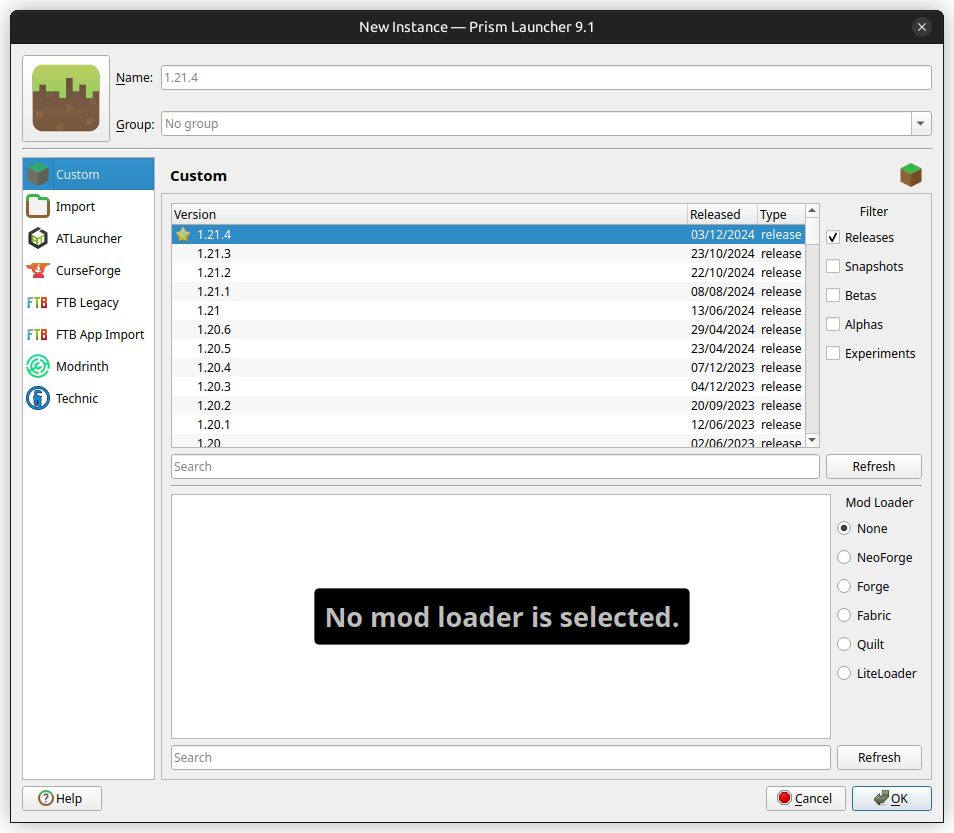 New Instance — Prism Launcher 9.1
Name: 1.21.4
Group: No group
Custom
Import
ATLauncher
CurseForge
FTB FTB Legacy
FTB FTB App Import
Modrinth
Technic
Custom
Version Released Type
1.21.4 03/12/2024 release
1.21.3 23/10/2024 release
1.21.2 22/10/2024 release
1.21.1 08/08/2024 release
1.21 13/06/2024 release
1.20.6 29/04/2024 release
1.20.5 23/04/2024 release
1.20.4 07/12/2023 release
1.20.3 04/12/2023 release
1.20.2 20/09/2023 release
1.20.1 12/06/2023 release
1.20 02/06/2023 release
Filter
Releases
Snapshots
Betas
Alphas
Experiments
Search
Refresh
No mod loader is selected.
Mod Loader
None
NeoForge
Forge
Fabric
Quilt
LiteLoader
Search
Refresh
Help
Cancel
OK